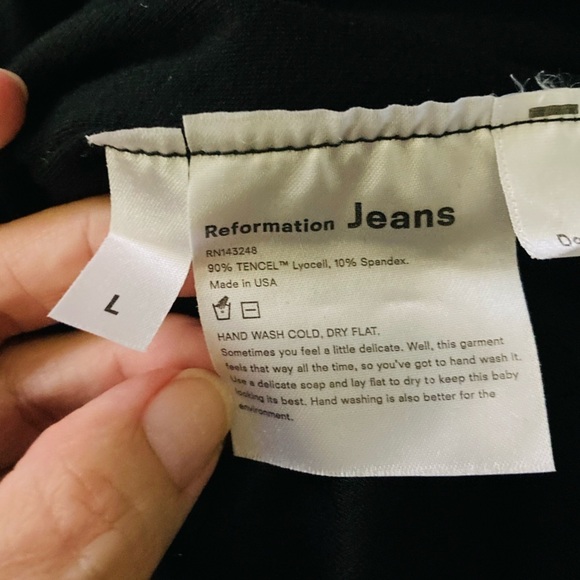 L
Reformation Jeans
RN143248
90% TENCEL™ Lyocell, 10% Spandex.
Made in USA
HAND WASH COLD, DRY FLAT.
Sometimes you feel a little delicate. Well, this garment
feels that way all the time, so you've got to hand wash it.
Use a delicate soap and lay flat to dry to keep this baby
looking its best. Hand washing is also better for the
environment.